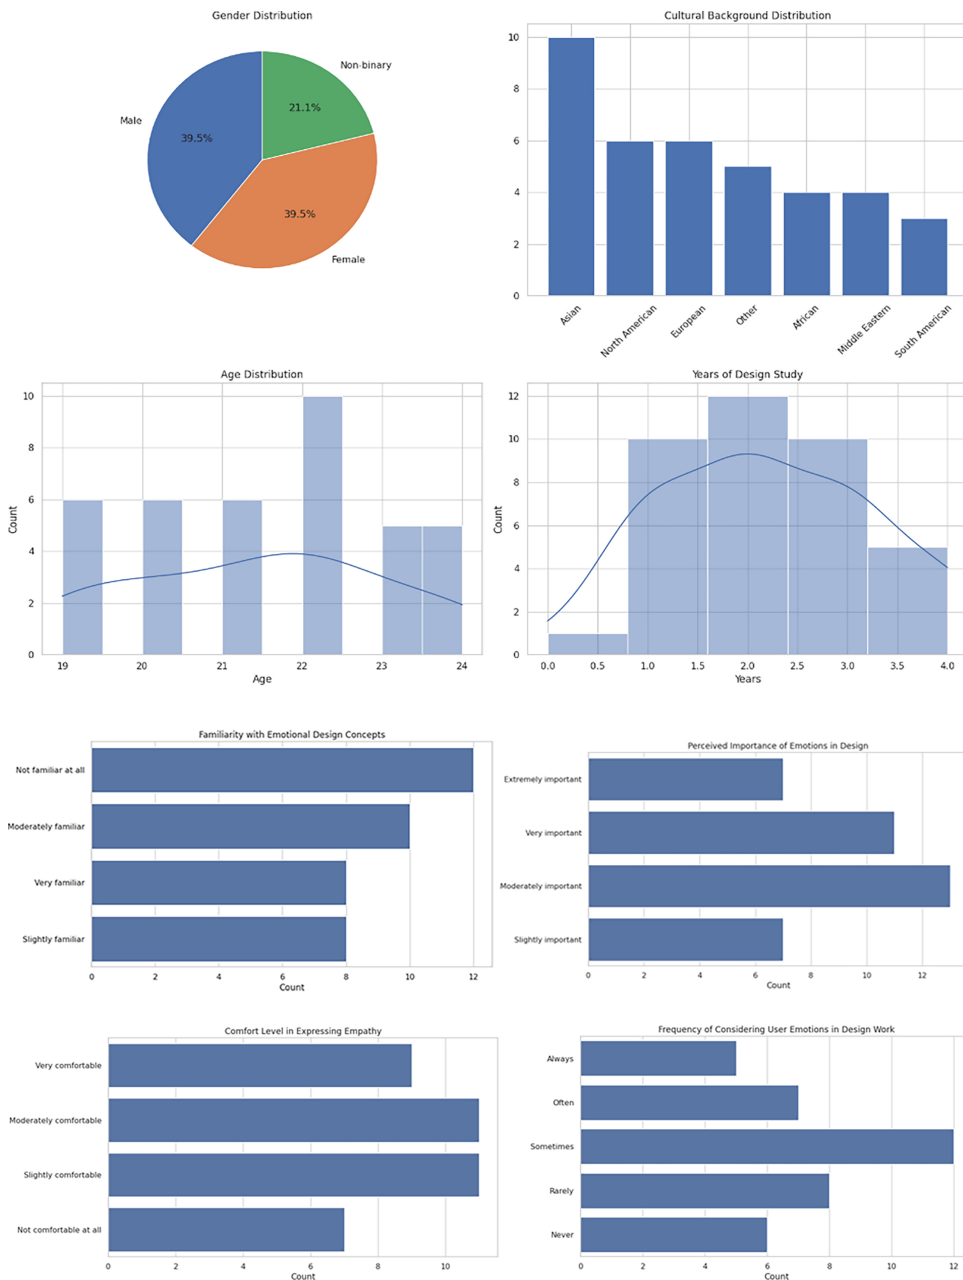 Gender Distribution
Non-binary
21.1%
Male
39.5%
39.5%
Female
Cultural Background Distribution
10
8
6
4
2
0
Asian
North American
European
Other
African
Middle Eastern
South American
Age Distribution
Count
10
8
6
4
2
0
19 20 21 22 23 24
Age
Years of Design Study
Count
12
10
8
6
4
2
0
0.0 0.5 1.0 1.5 2.0 2.5 3.0 3.5 4.0
Years
Familiarity with Emotional Design Concepts
Not familiar at all
Moderately familiar
Very familiar
Slightly familiar
0 2 4 6 8 10 12
Count
Perceived Importance of Emotions in Design
Extremely important
Very important
Moderately important
Slightly important
0 2 4 6 8 10 12
Count
Comfort Level in Expressing Empathy
Very comfortable
Moderately comfortable
Slightly comfortable
Not comfortable at all
0 2 4 6 8 10
Count
Frequency of Considering User Emotions in Design Work
Always
Often
Sometimes
Rarely
Never
0 2 4 6 8 10 12
Count